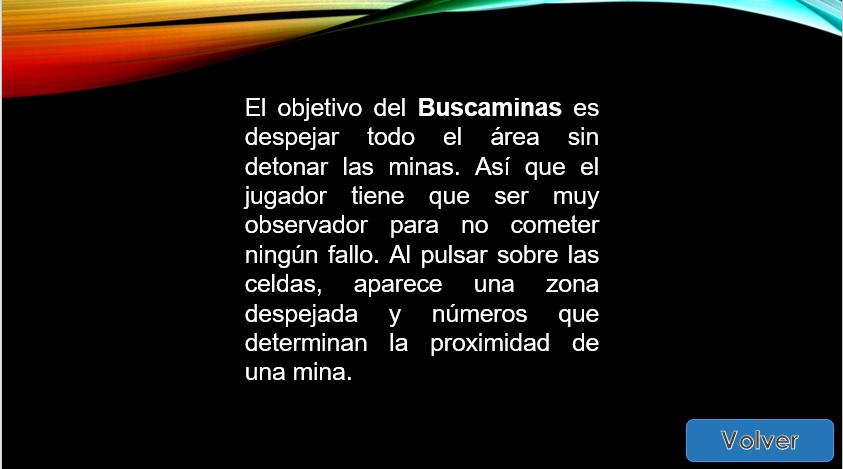 El objetivo del Buscaminas es
despejar todo el área sin
detonar las minas. Así que el
jugador tiene que ser muy
observador para no cometer
ningún fallo. Al pulsar sobre las
celdas, aparece una zona
despejada y números que
determinan la proximidad de
una mina.
Volver